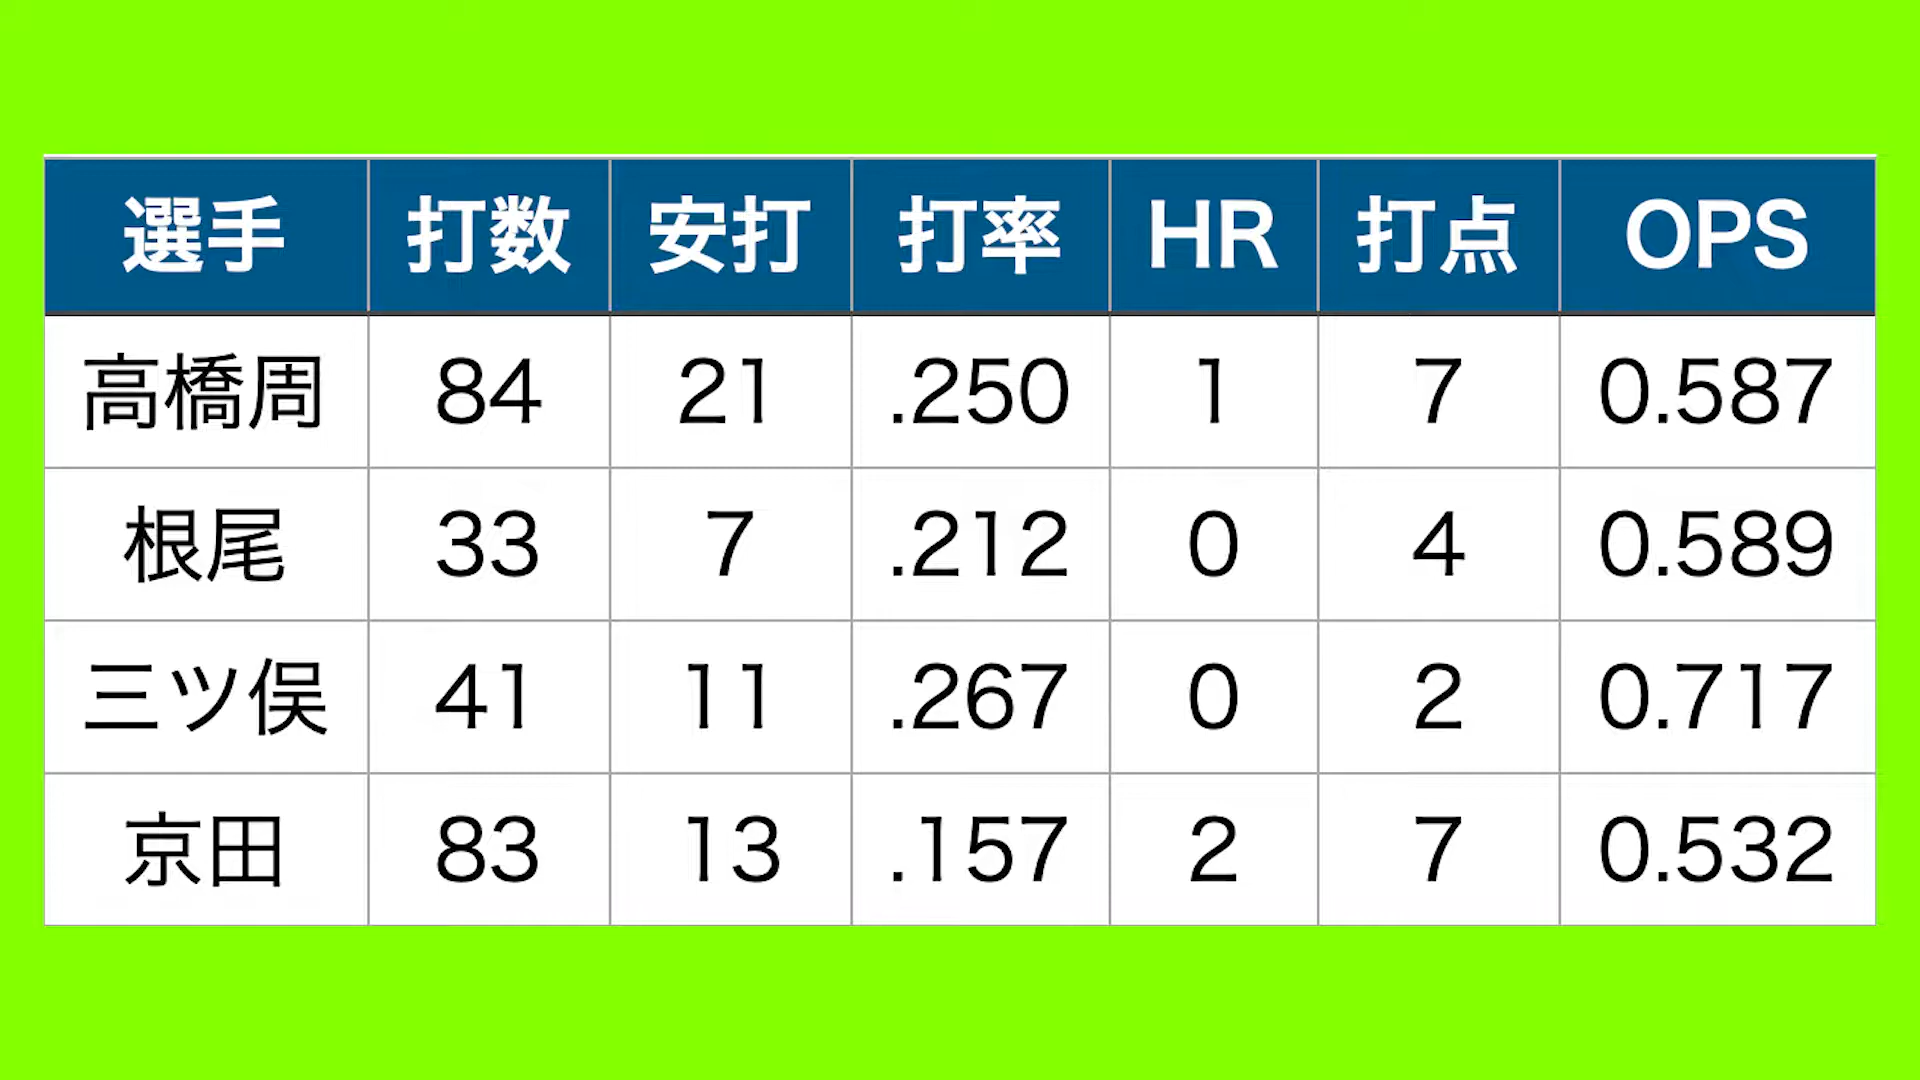 選手 打数 安打 打率 HR 打点 OPS
高橋周 84 21 .250 1 7 0.587
根尾 33 7 .212 0 4 0.589
三ツ俣 41 11 .267 0 2 0.717
京田 83 13 .157 2 7 0.532